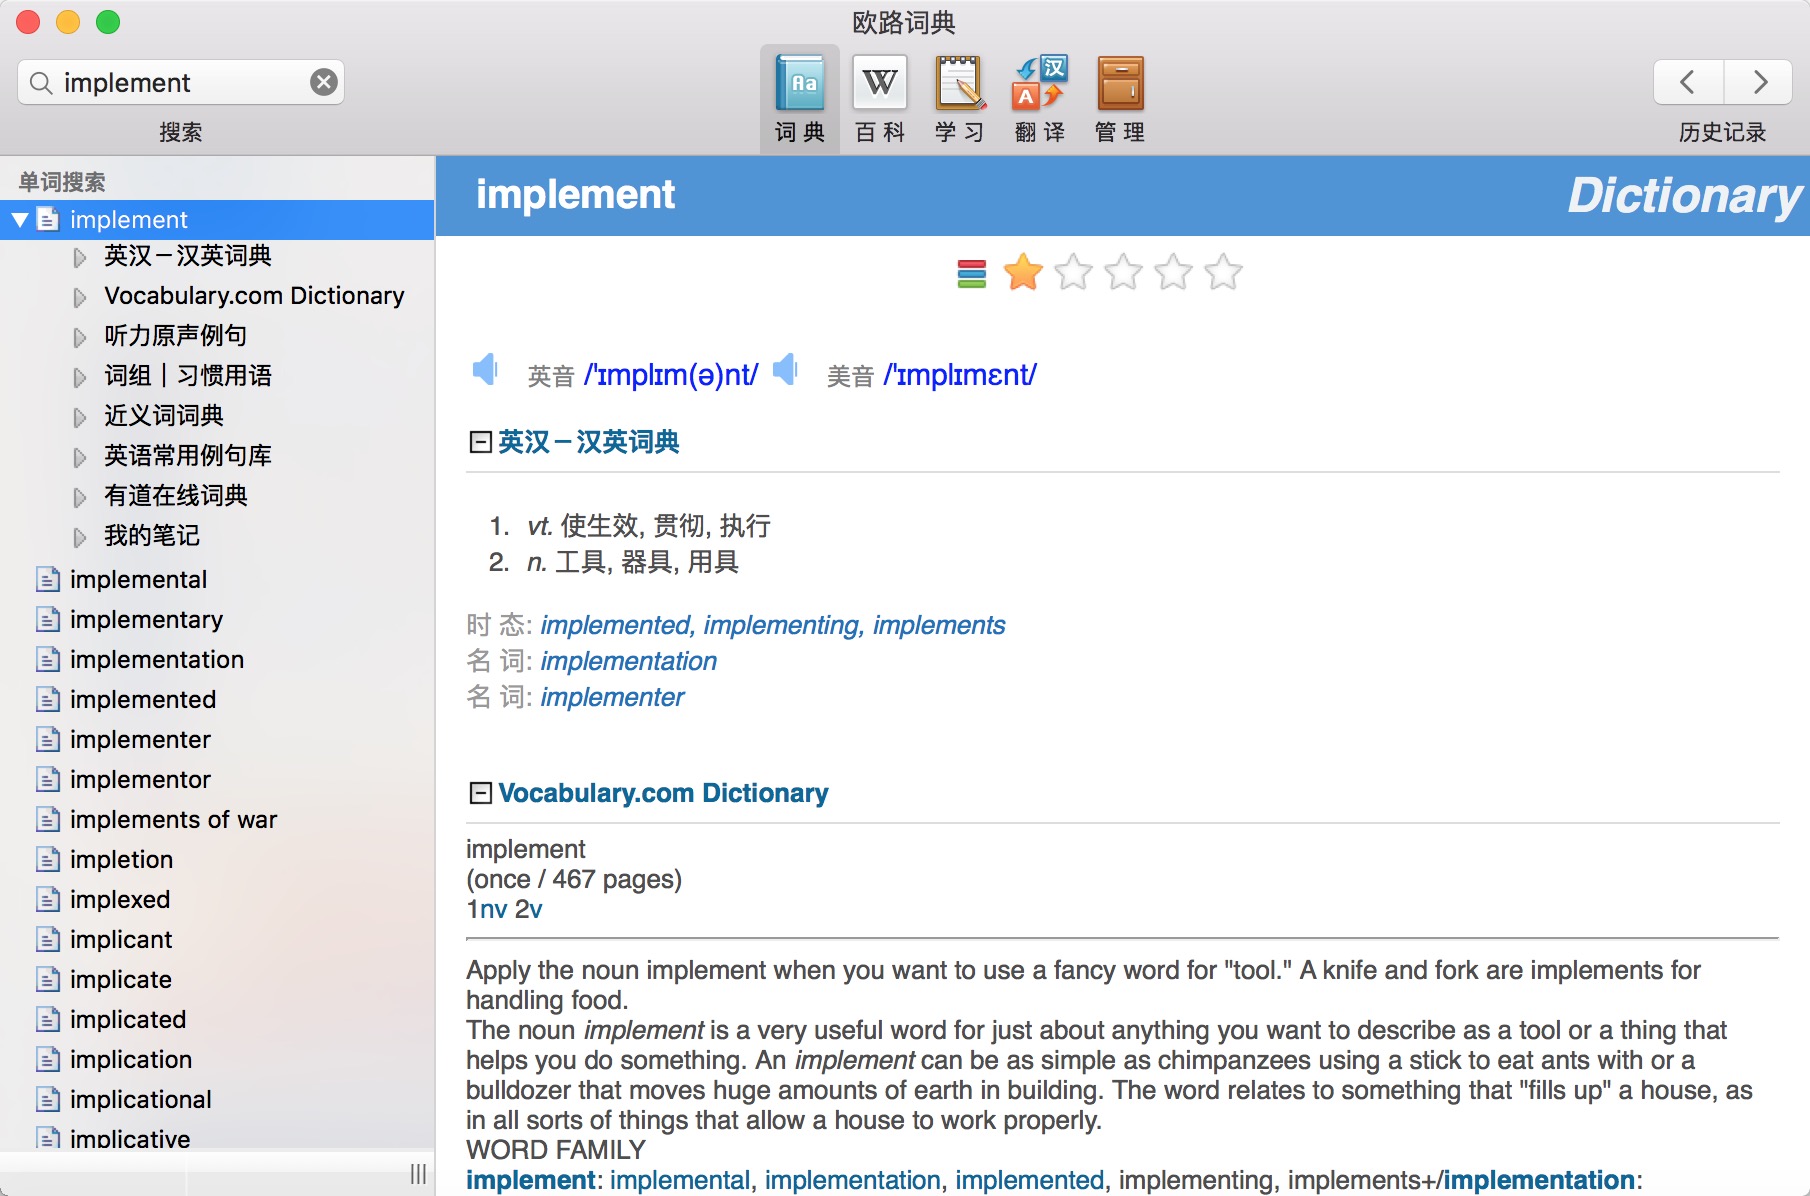 欧路词典
implement
搜索
Aa
词 典
W
百 科
学 习
汉
A
翻 译
管 理
历史记录
单词搜索
implement
英汉－汉英词典
Vocabulary.com Dictionary
听力原声例句
词组｜习惯用语
近义词词典
英语常用例句库
有道在线词典
我的笔记
implemental
implementary
implementation
implemented
implementer
implementor
implements of war
impletion
implexed
implicant
implicate
implicated
implication
implicational
implicative
implement
Dictionary
英音 /'ɪmplɪm(ə)nt/ 美音 /'ɪmplɪmɛnt/
英汉－汉英词典
1. vt. 使生效, 贯彻, 执行
2. n. 工具, 器具, 用具
时 态: implemented, implementing, implements
名 词: implementation
名 词: implementer
Vocabulary.com Dictionary
implement
(once / 467 pages)
1nv 2v
Apply the noun implement when you want to use a fancy word for "tool." A knife and fork are implements for
handling food.
The noun implement is a very useful word for just about anything you want to describe as a tool or a thing that
helps you do something. An implement can be as simple as chimpanzees using a stick to eat ants with or a
bulldozer that moves huge amounts of earth in building. The word relates to something that "fills up" a house, as
in all sorts of things that allow a house to work properly.
WORD FAMILY
implement: implemental, implementation, implemented, implementing, implements+/implementation: